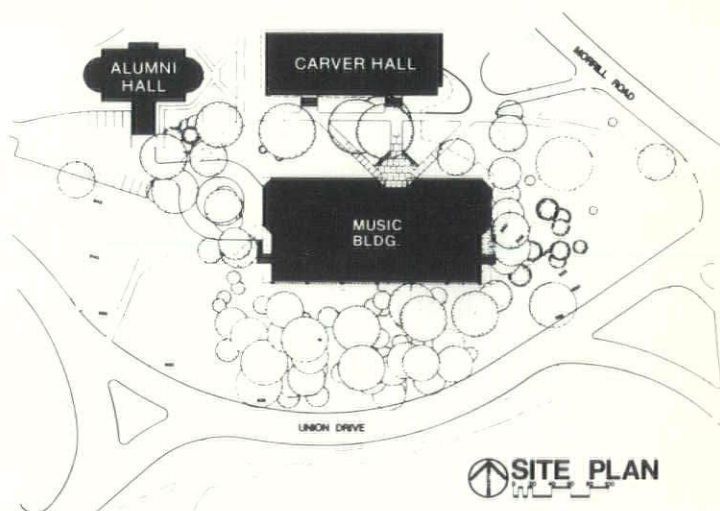 ALUMNI
HALL
CARVER HALL
MORRILL ROAD
MUSIC
BLDG.
UNION DRIVE
SITE PLAN